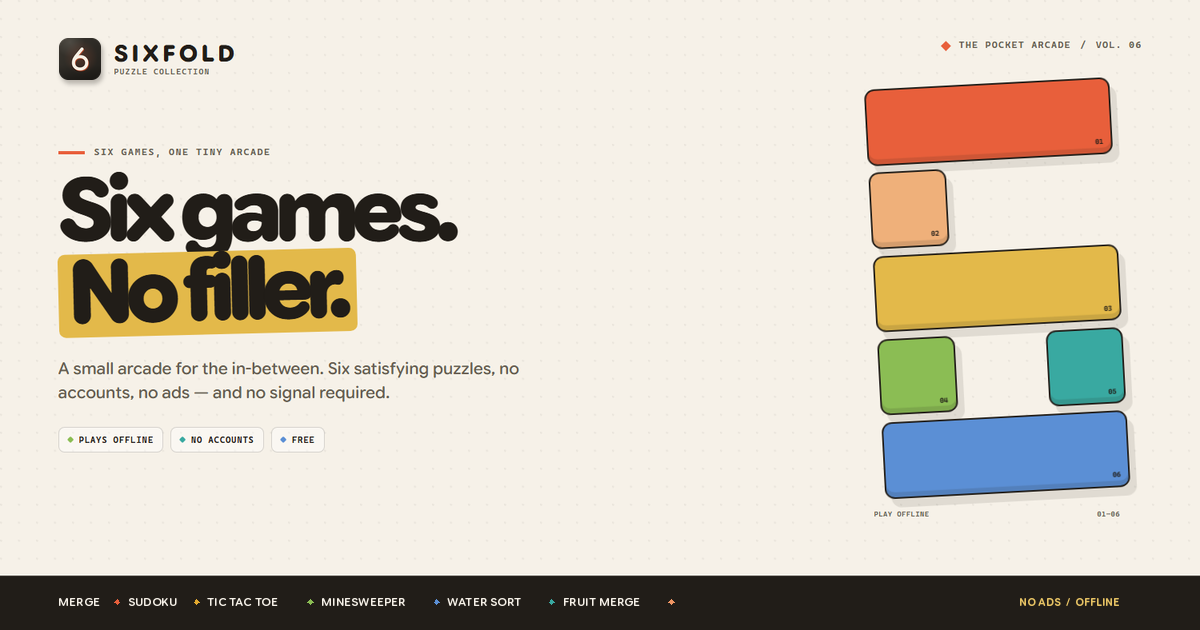 6
SIXFOLD
PUZZLE COLLECTION
THE POCKET ARCADE / VOL. 06
SIX GAMES, ONE TINY ARCADE
Six games.
No filler.
A small arcade for the in-between. Six satisfying puzzles, no
accounts, no ads — and no signal required.
PLAYS OFFLINE
NO ACCOUNTS
FREE
01
02
03
04
05
06
PLAY OFFLINE
01—06
MERGE SUDOKU TIC TAC TOE MINESWEEPER WATER SORT FRUIT MERGE
NO ADS / OFFLINE